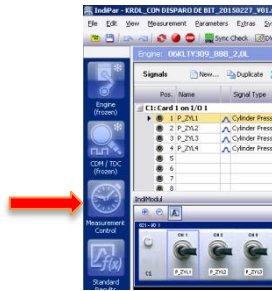 IndiPar - KRDL_CON DISPARO DE BIT_20150227_V01.
File Edit View Measurement Parameters Extras Sy
Sync Check
Engine: 06KLTY309_888_2,0L
Signals New... Duplicate
Pos. Name Signal Type
C1: Card 1 on I/O 1
1 P_ZYL1 Cylinder Press
2 P_ZYL2 Cylinder Press
3 P_ZYL3 Cylinder Press
4 P_ZYL4 Cylinder Press
5
6
7
8
Engine
(frozen)
CDM / TDC
(frozen)
Measurement
Control
f(x)
Standard
Results
IndiModul
CH 1 CH 2 CH 3
C1 P_ZYL1 P_ZYL2 P_ZYL3